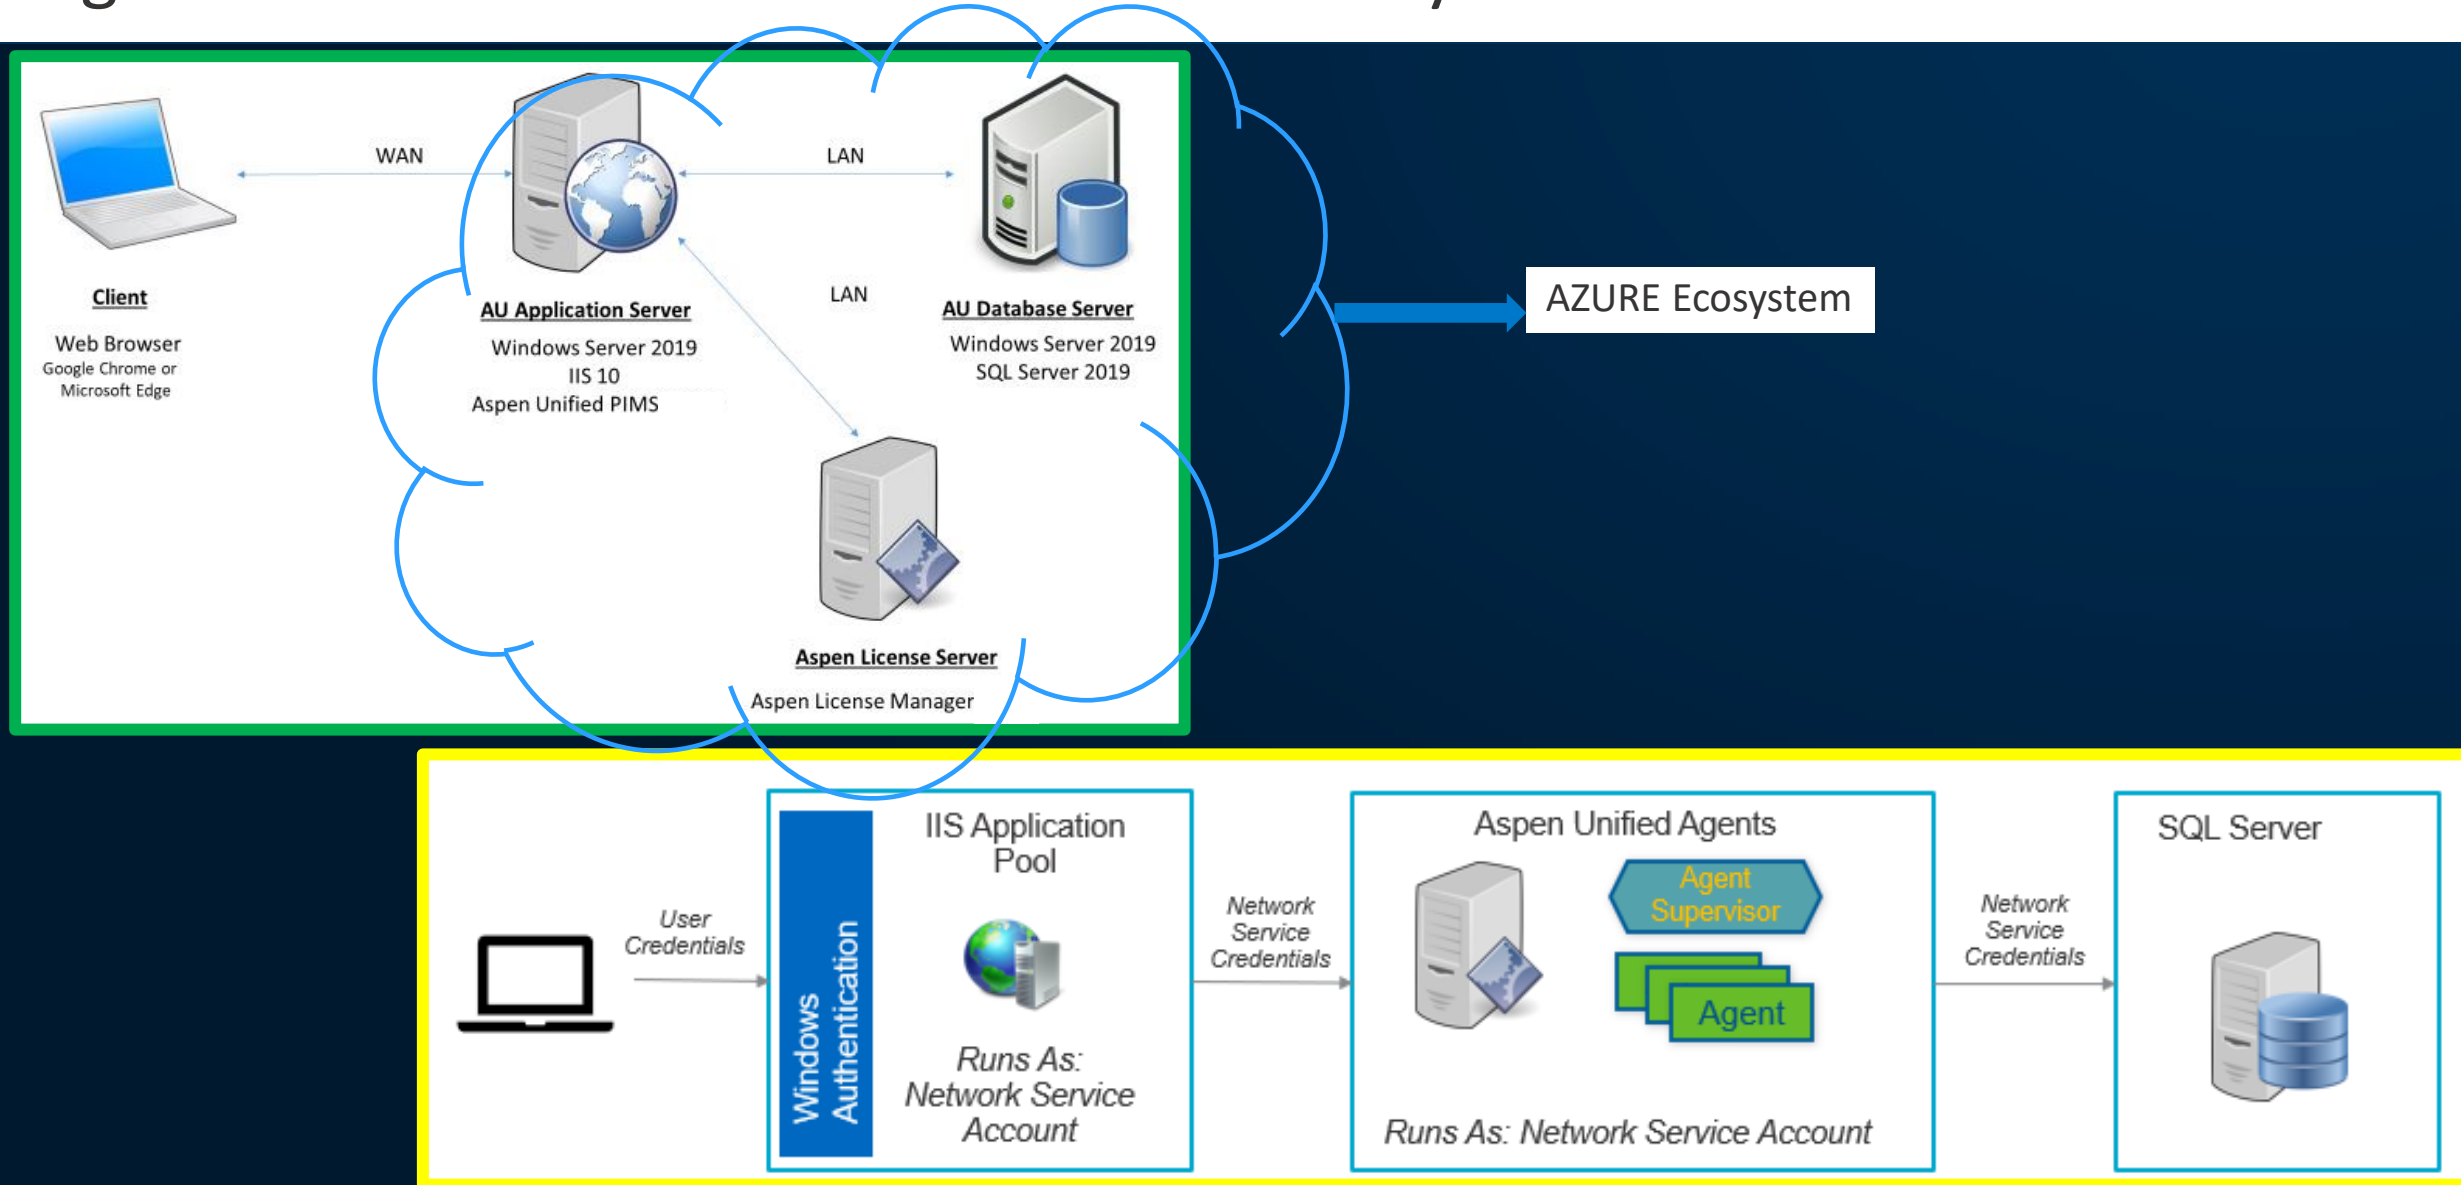 WAN
LAN
LAN
Client
Web Browser
Google Chrome or
Microsoft Edge
AU Application Server
Windows Server 2019
IIS 10
Aspen Unified PIMS
AU Database Server
Windows Server 2019
SQL Server 2019
Aspen License Server
Aspen License Manager
AZURE Ecosystem
User
Credentials
Windows
Authentication
IIS Application
Pool
Runs As:
Network Service
Account
Network
Service
Credentials
Aspen Unified Agents
Agent
Supervisor
Agent
Runs As: Network Service Account
Network
Service
Credentials
SQL Server